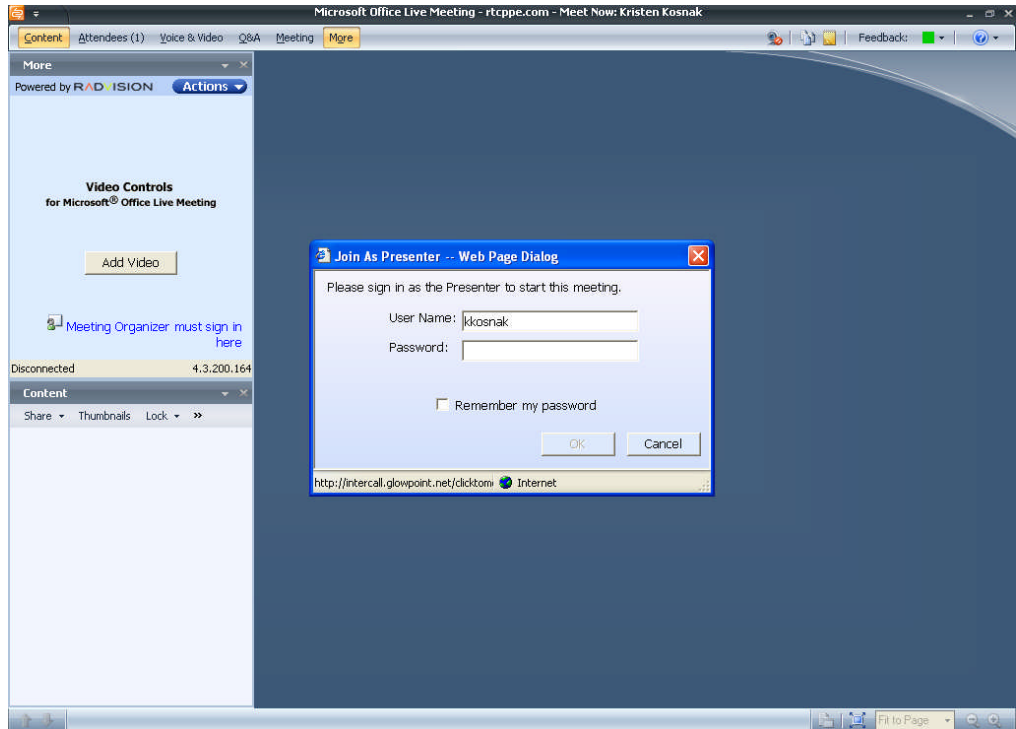 Microsoft Office Live Meeting - rtcppe.com - Meet Now: Kristen Kosnak
Content Attendees (1) Voice & Video Q&A Meeting More Feedback:
More
Powered by RADVISION Actions
Video Controls
for Microsoft® Office Live Meeting
Add Video
Meeting Organizer must sign in
here
Disconnected 4.3.200.164
Content
Share Thumbnails Lock »
Join As Presenter -- Web Page Dialog
Please sign in as the Presenter to start this meeting.
User Name: kkosnak
Password:
Remember my password
OK Cancel
http://intercall.glowpoint.net/clicktom Internet
Fit to Page